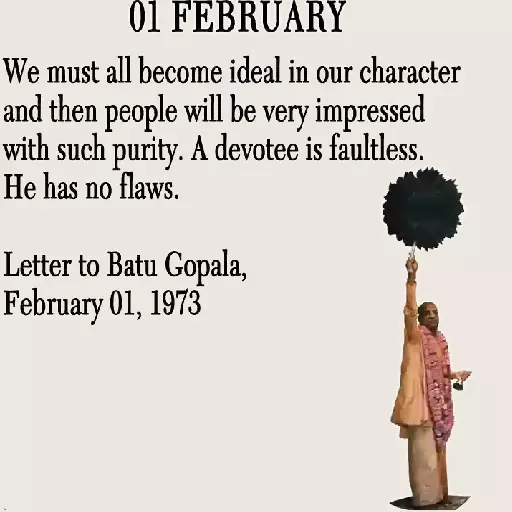 01 FEBRUARY
We must all become ideal in our character
and then people will be very impressed
with such purity. A devotee is faultless.
He has no flaws.
Letter to Batu Gopala,
February 01, 1973